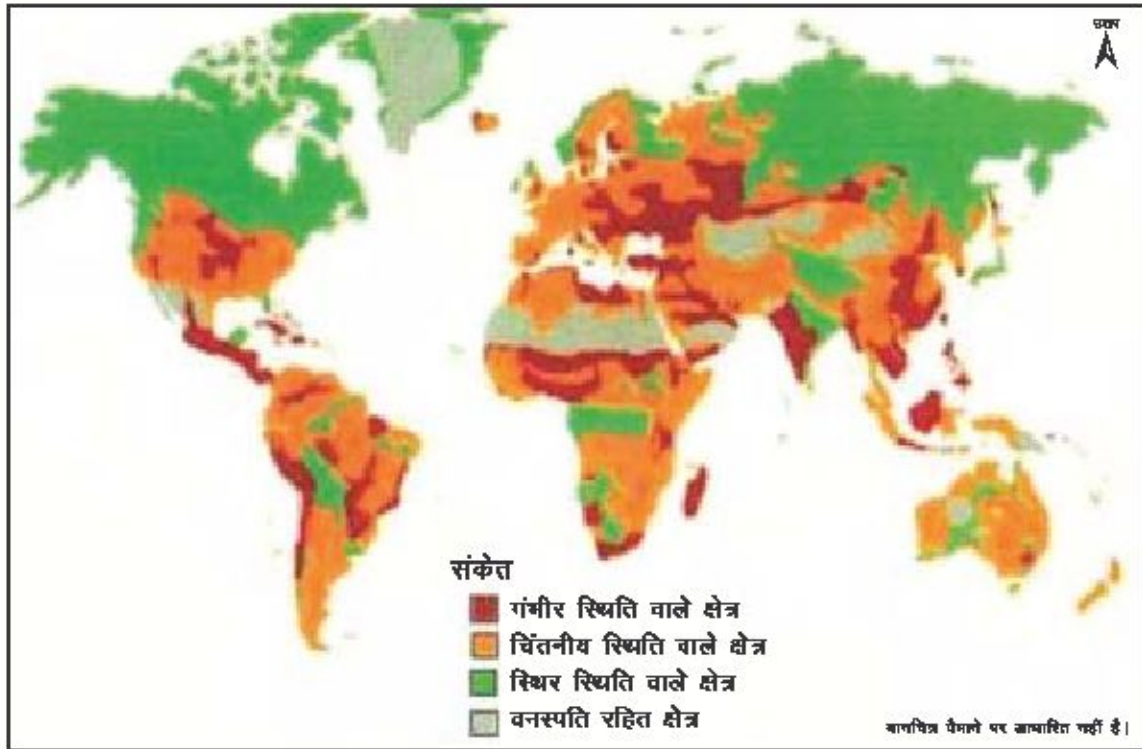 उत्तर
संकेत
गंभीर स्थिति वाले क्षेत्र
चिंतनीय स्थिति वाले क्षेत्र
स्थिर स्थिति वाले क्षेत्र
वनस्पति रहित क्षेत्र
मानचित्र पैमाने पर आधारित नहीं है।